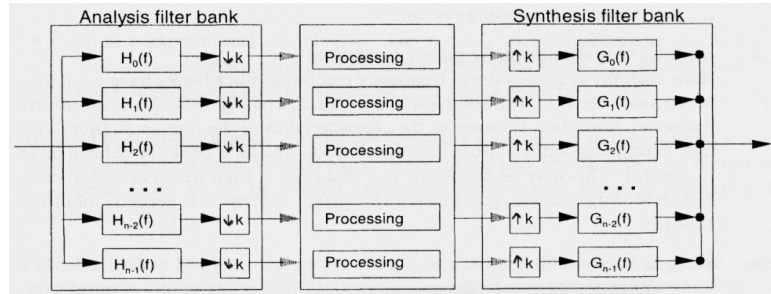 Analysis filter bank Synthesis filter bank
H0(f) ↓k Processing ↑k G0(f)
H1(f) ↓k Processing ↑k G1(f)
H2(f) ↓k Processing ↑k G2(f)
... ...
Hn-2(f) ↓k Processing ↑k Gn-2(f)
Hn-1(f) ↓k Processing ↑k Gn-1(f)